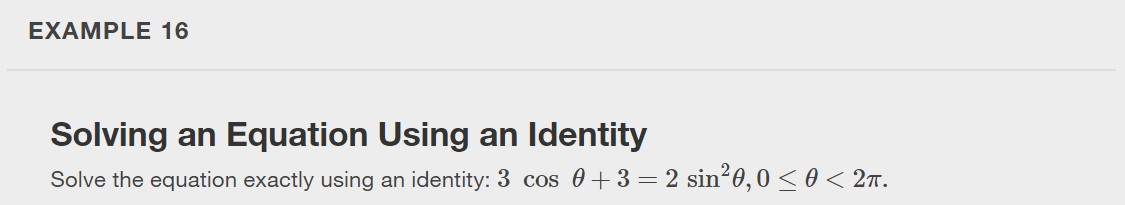 EXAMPLE 16
Solving an Equation Using an Identity
Solve the equation exactly using an identity: 3 cos θ + 3 = 2 sin²θ, 0 ≤ θ < 2π.